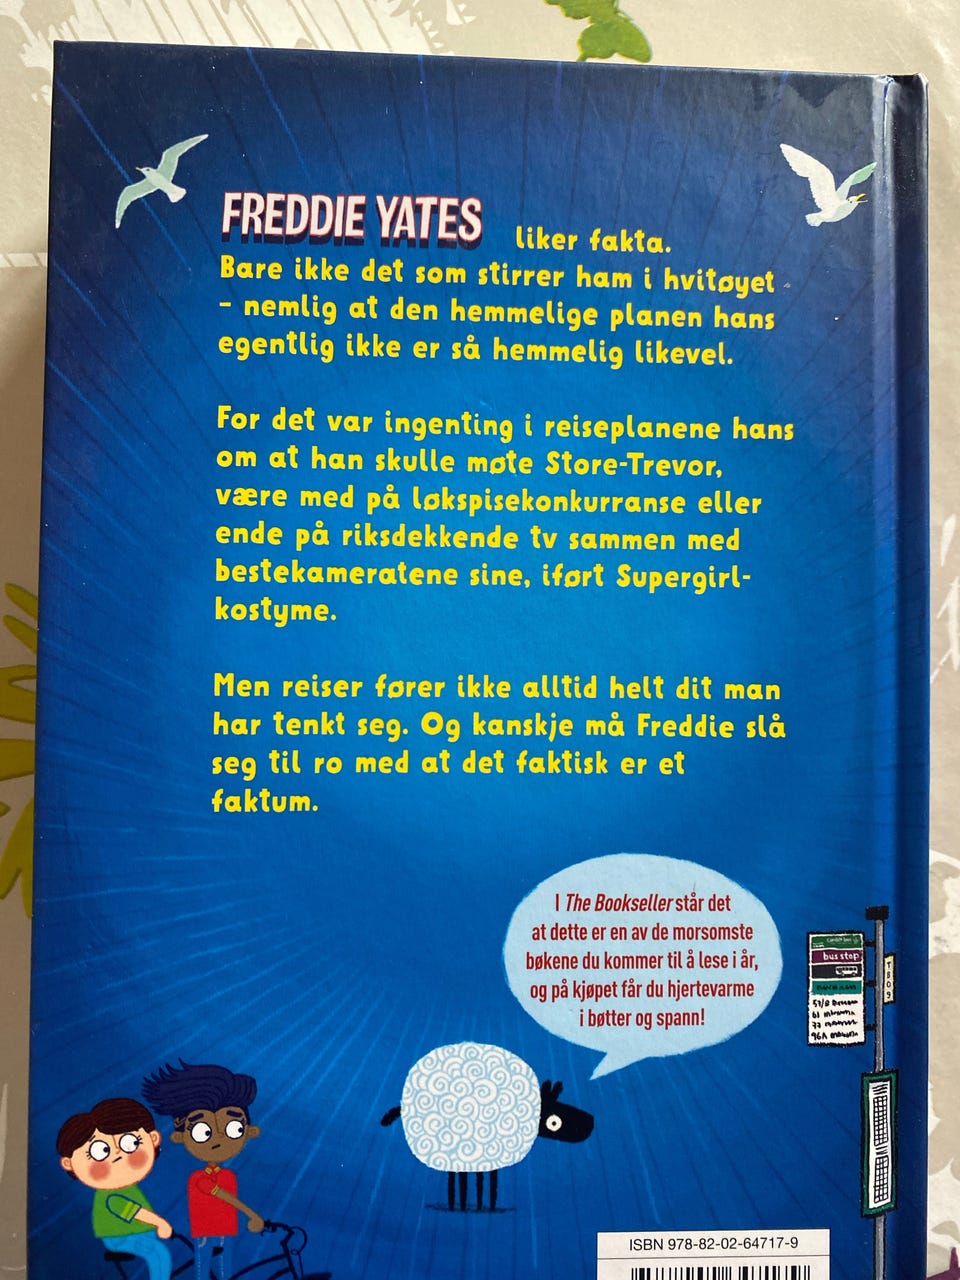 FREDDIE YATES liker fakta.
Bare ikke det som stirrer ham i hvitøyet
– nemlig at den hemmelige planen hans
egentlig ikke er så hemmelig likevel.
For det var ingenting i reiseplanene hans
om at han skulle møte Store-Trevor,
være med på løkspisekonkurranse eller
ende på riksdekkende tv sammen med
bestekameratene sine, iført Supergirl-
kostyme.
Men reiser fører ikke alltid helt dit man
har tenkt seg. Og kanskje må Freddie slå
seg til ro med at det faktisk er et
faktum.
I The Bookseller står det
at dette er en av de morsomste
bøkene du kommer til å lese i år,
og på kjøpet får du hjertevarme
i bøtter og spann!
bus stop
61
77
96A
ISBN 978-82-02-64717-9